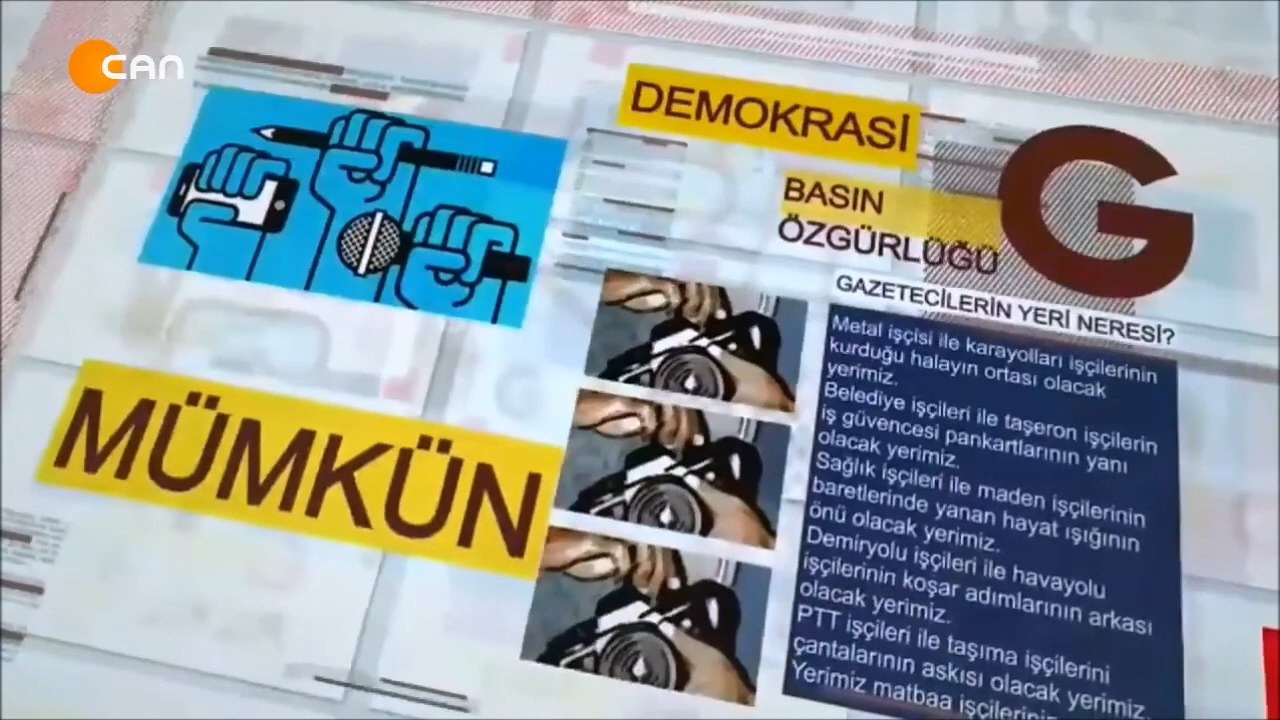 CAN
DEMOKRASİ
BASIN
ÖZGÜRLÜĞÜ
G
GAZETECİLERİN YERİ NERESİ?
MÜMKÜN
Metal işçisi ile karayolları işçilerinin
kurduğu halayın ortası olacak
yerimiz.
Belediye işçileri ile taşeron işçilerin
iş güvencesi pankartlarının yanı
olacak yerimiz.
Sağlık işçileri ile maden işçilerinin
baretlerinde yanan hayat ışığının
önü olacak yerimiz.
Demiryolu işçileri ile havayolu
işçilerinin koşar adımlarının arkası
olacak yerimiz.
PTT işçileri ile taşıma işçilerini
çantalarının askısı olacak yerimiz
Yerimiz matbaa